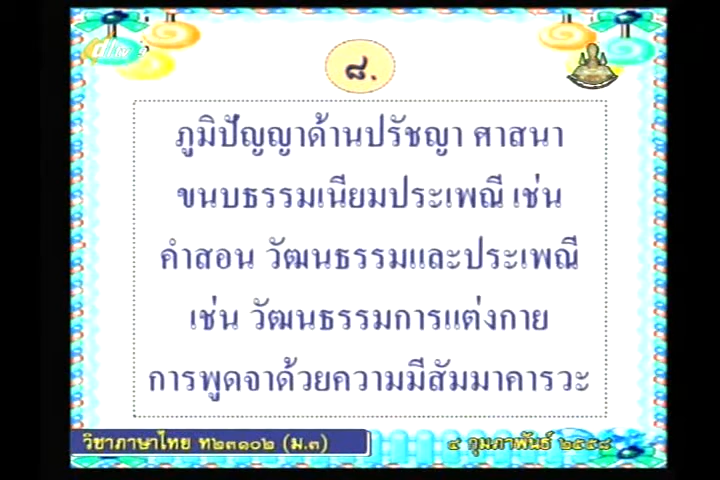 ๘.
ภูมิปัญญาด้านปรัชญา ศาสนา
ขนบธรรมเนียมประเพณี เช่น
คำสอน วัฒนธรรมและประเพณี
เช่น วัฒนธรรมการแต่งกาย
การพูดจาด้วยความมีสัมมาคารวะ
วิชาภาษาไทย ท๒๓๑๐๒ (ม.๓)
๔ กุมภาพันธ์ ๒๕๕๘